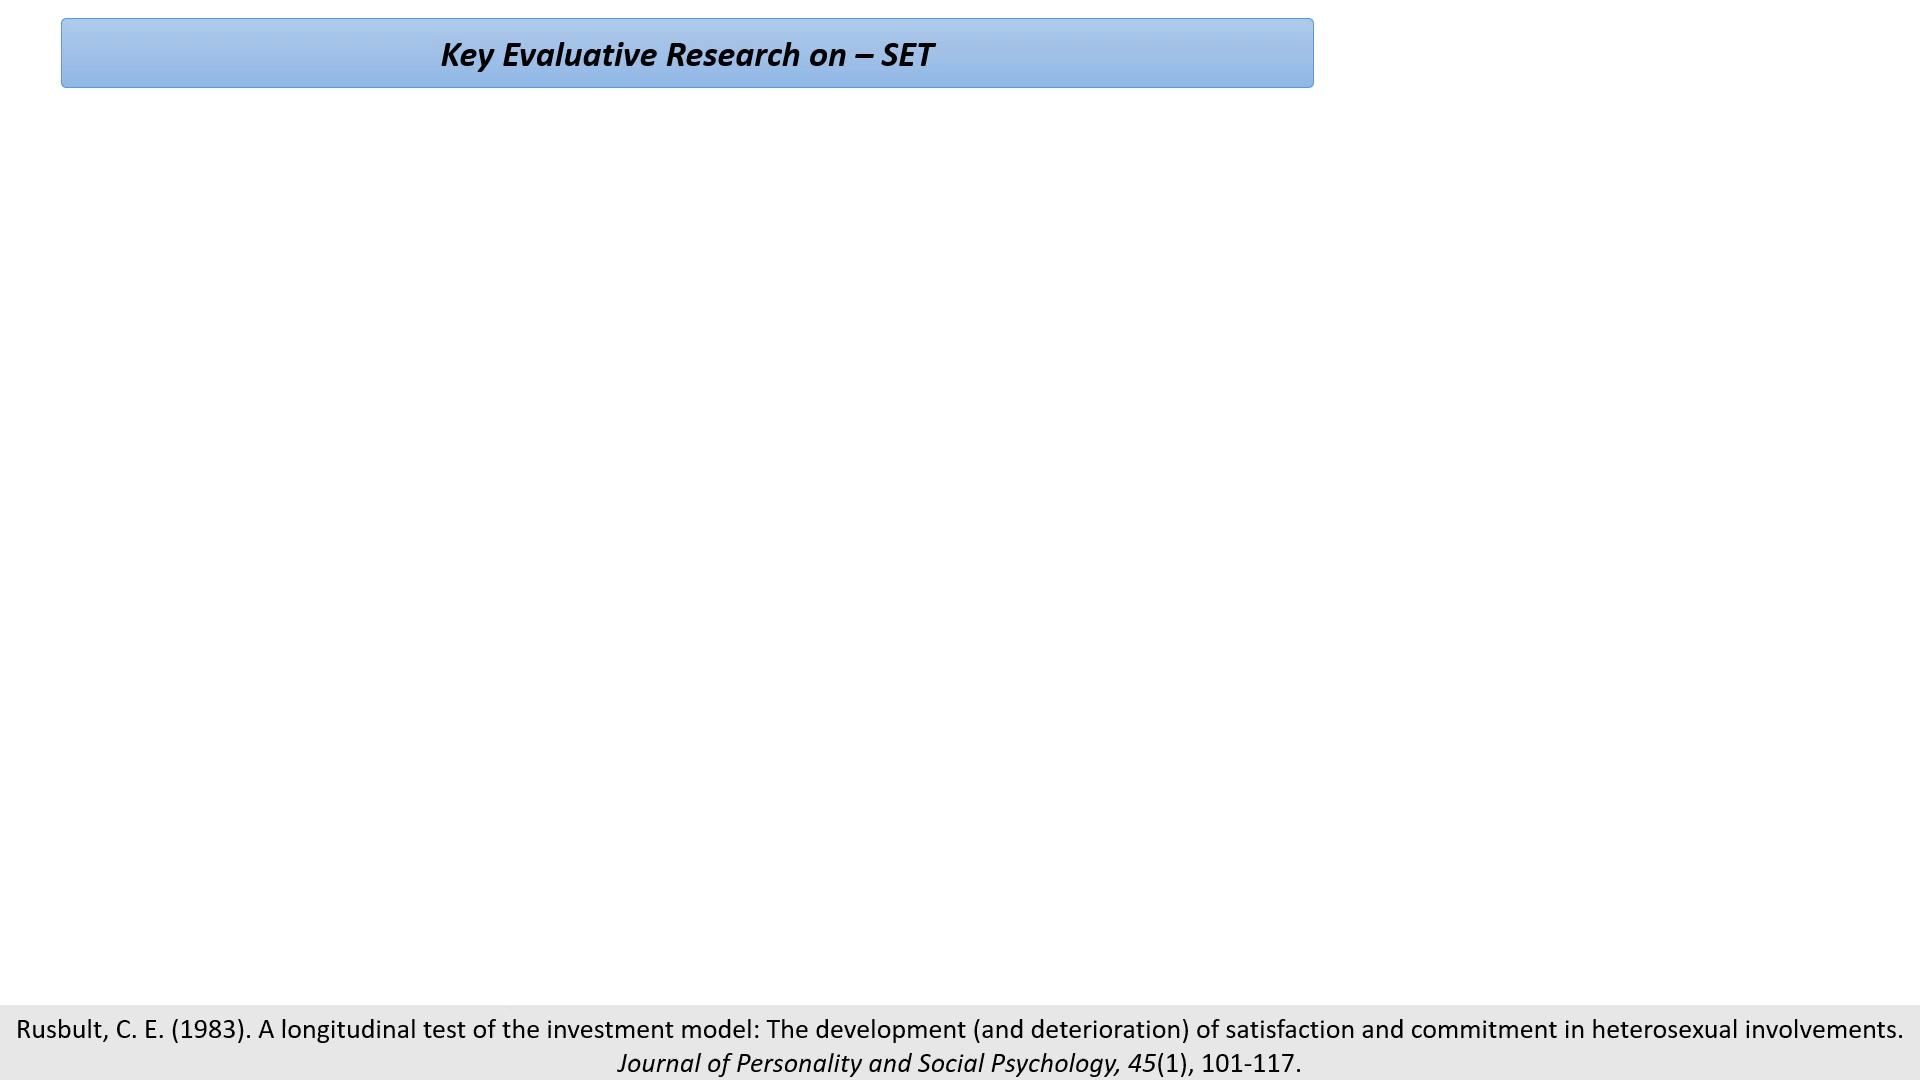 Key Evaluative Research on – SET
Rusbult, C. E. (1983). A longitudinal test of the investment model: The development (and deterioration) of satisfaction and commitment in heterosexual involvements.
Journal of Personality and Social Psychology, 45(1), 101-117.